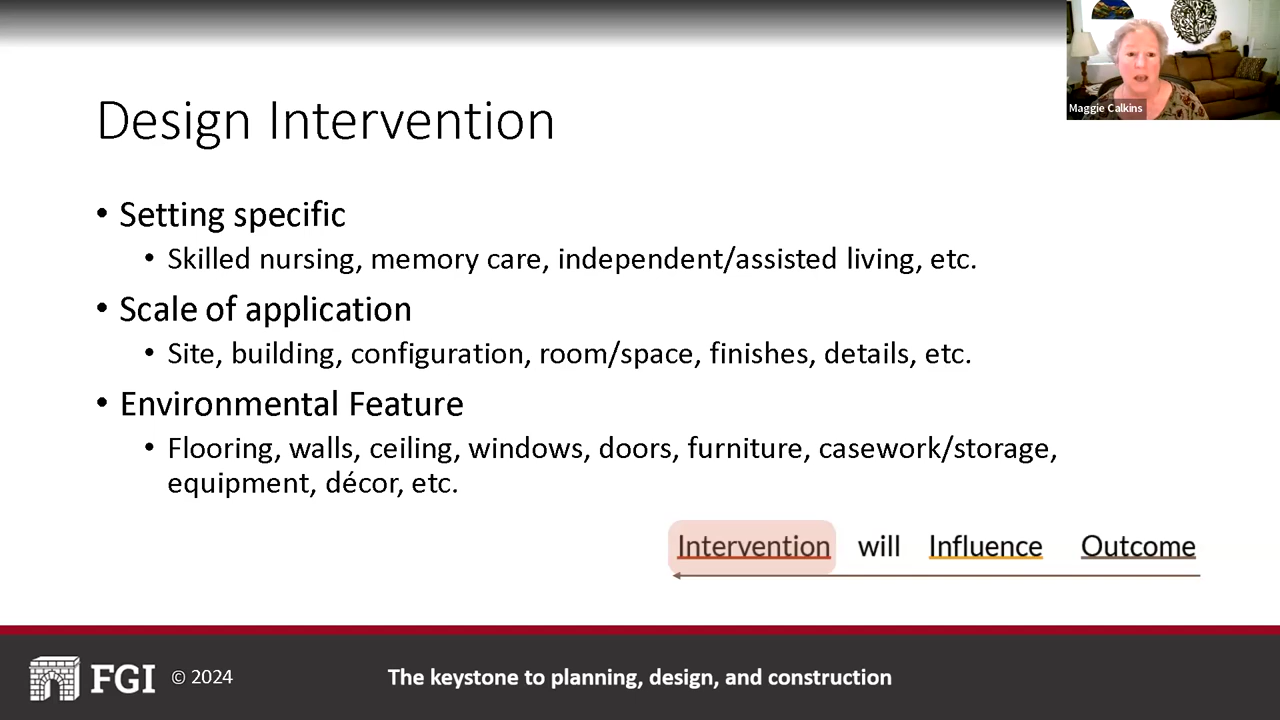 Maggie Calkins
Design Intervention
• Setting specific
• Skilled nursing, memory care, independent/assisted living, etc.
• Scale of application
• Site, building, configuration, room/space, finishes, details, etc.
• Environmental Feature
• Flooring, walls, ceiling, windows, doors, furniture, casework/storage,
equipment, décor, etc.
Intervention will Influence Outcome
FGI © 2024 The keystone to planning, design, and construction